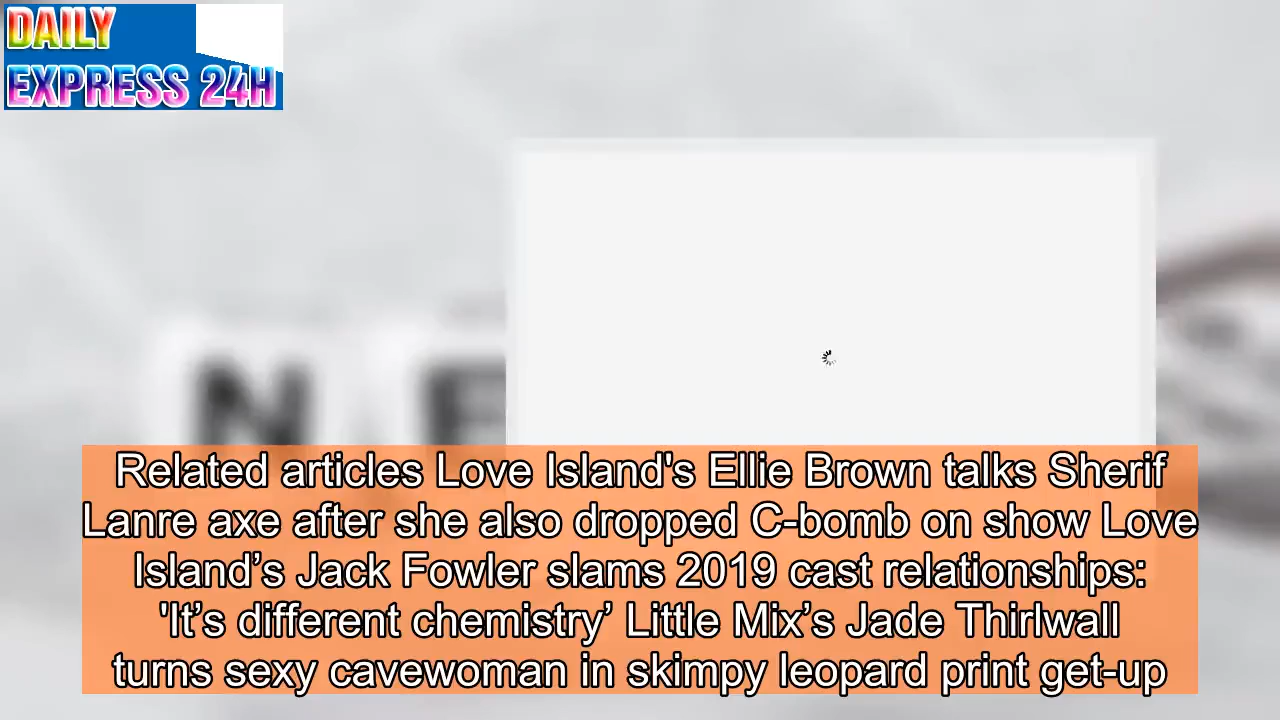 DAILY
EXPRESS 24H
N E
Related articles Love Island's Ellie Brown talks Sherif
Lanre axe after she also dropped C-bomb on show Love
Island’s Jack Fowler slams 2019 cast relationships:
'It’s different chemistry’ Little Mix’s Jade Thirlwall
turns sexy cavewoman in skimpy leopard print get-up